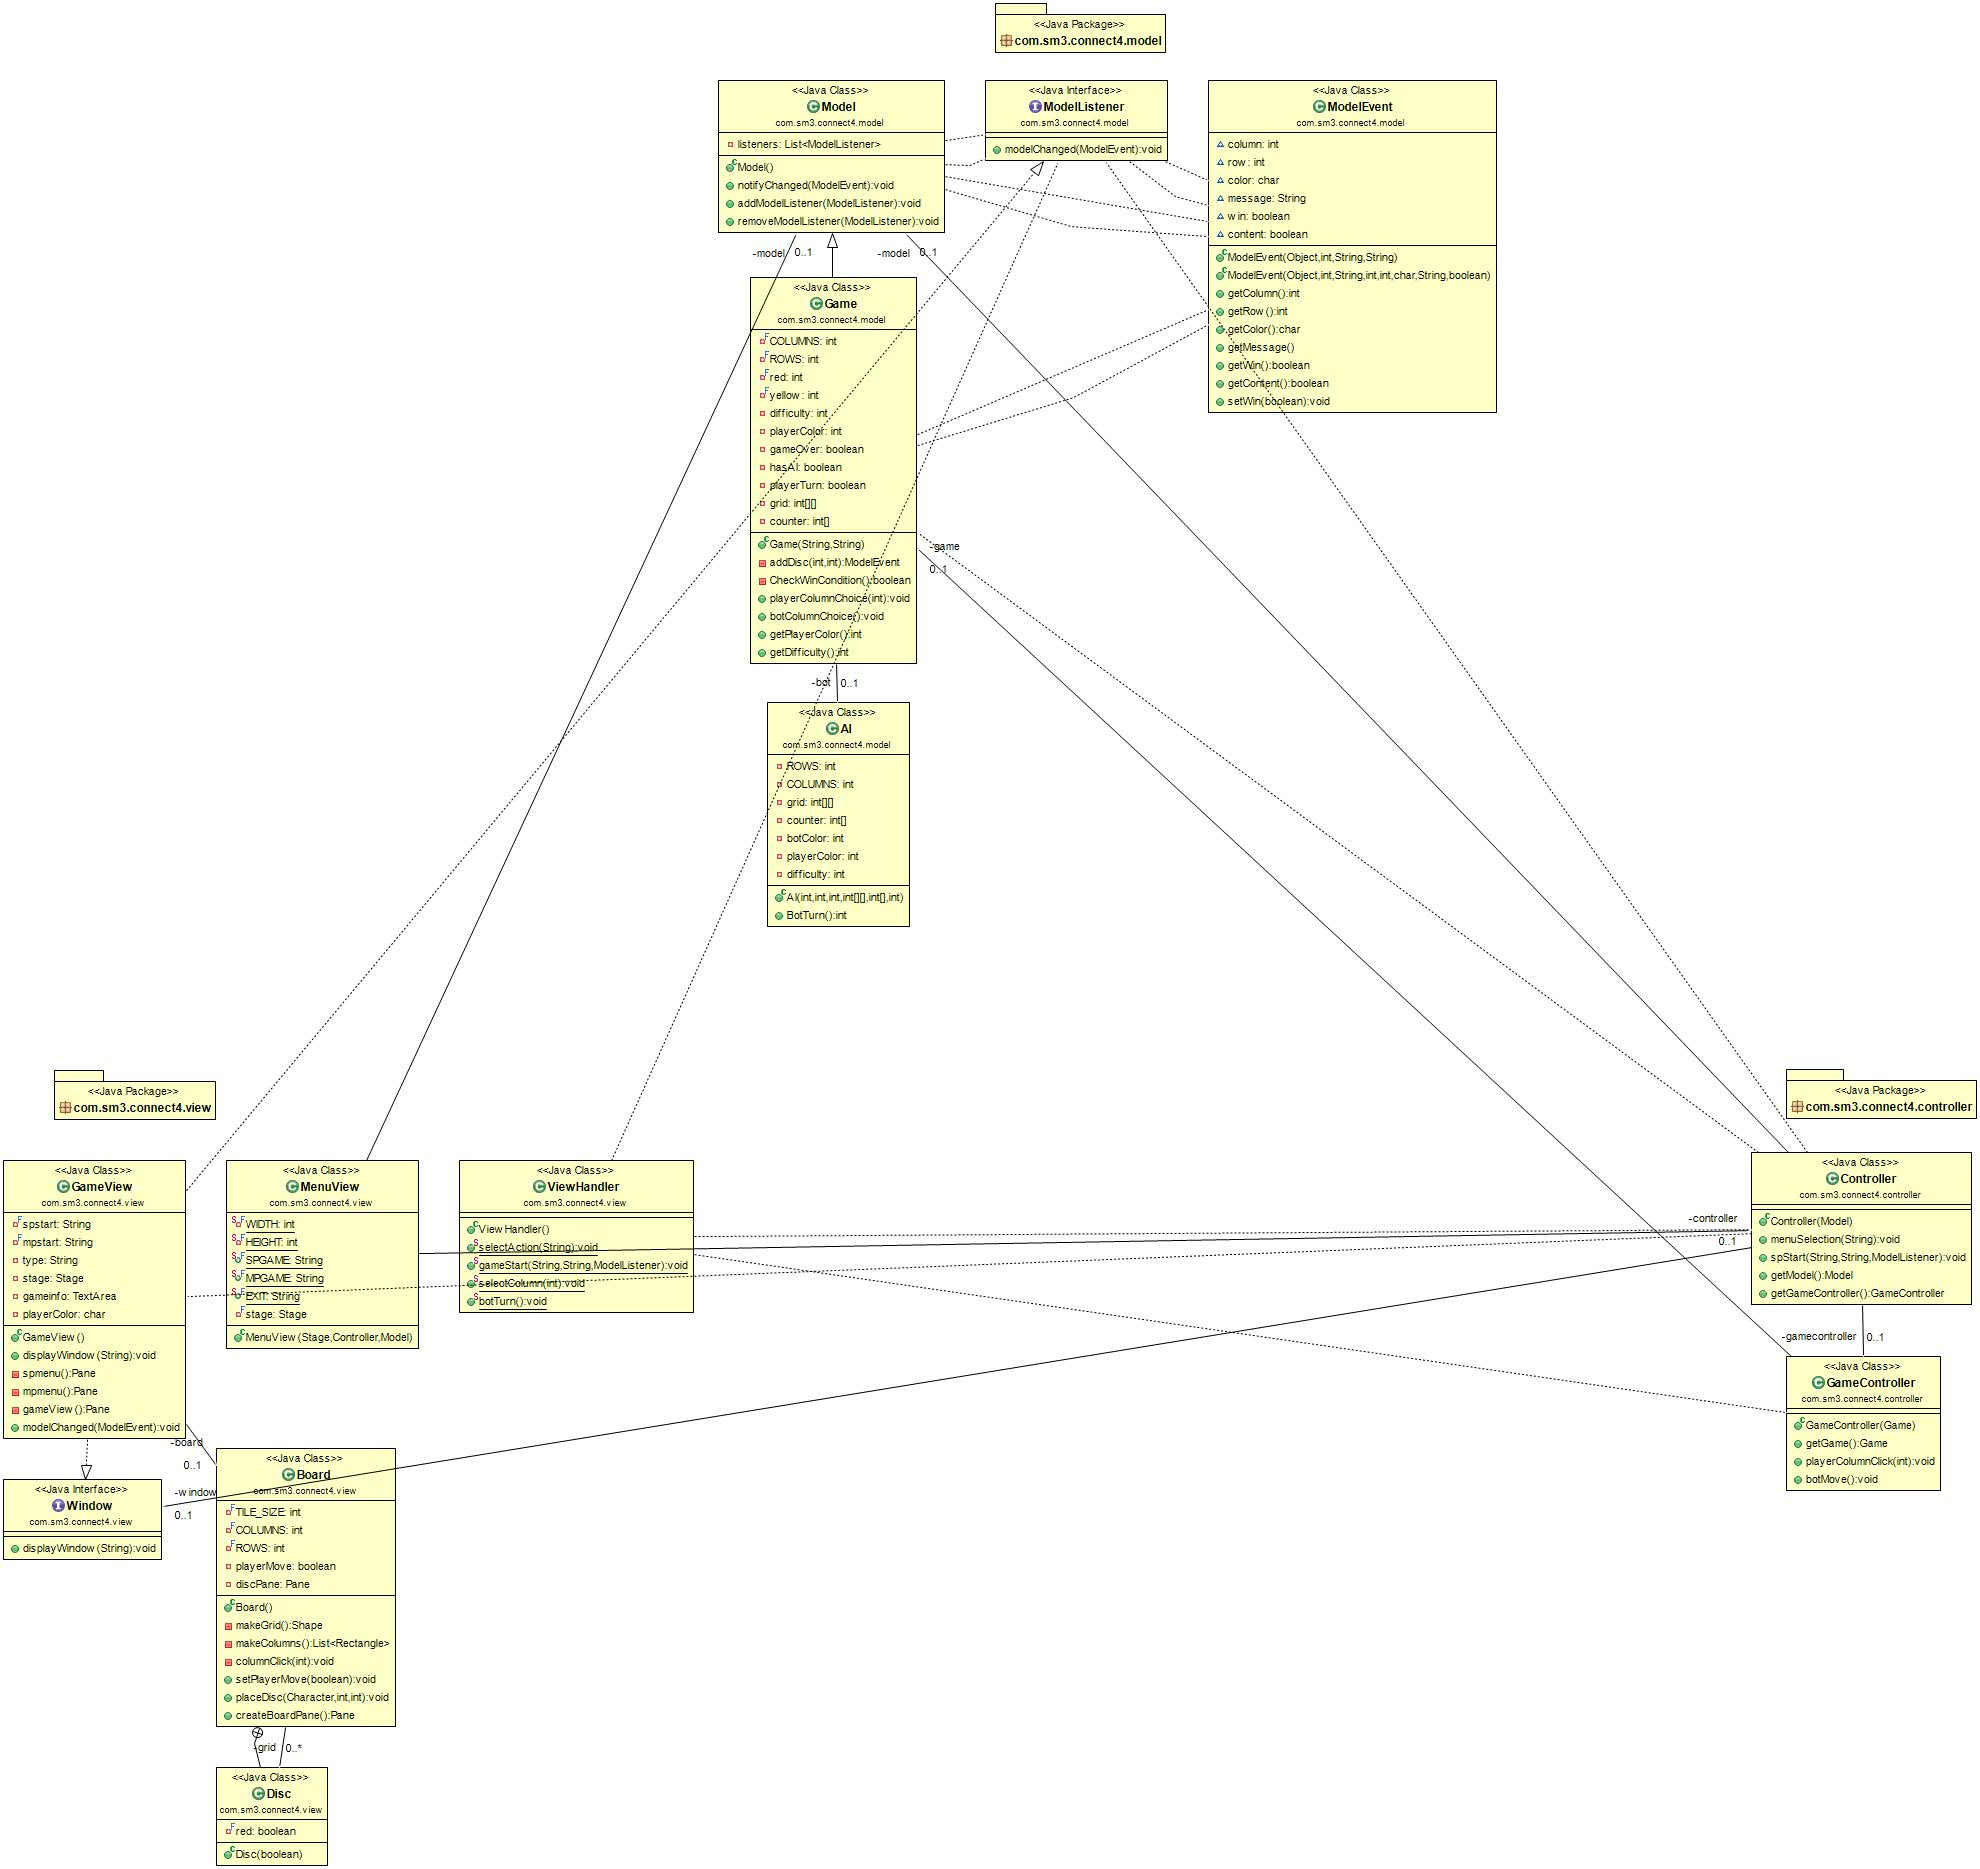 <<Java Package>>
com.sm3.connect4.model
<<Java Class>>
Model
com.sm3.connect4.model
listeners: List<ModelListener>
Model()
notifyChanged(ModelEvent):void
addModelListener(ModelListener):void
removeModelListener(ModelListener):void
<<Java Interface>>
ModelListener
com.sm3.connect4.model
modelChanged(ModelEvent):void
<<Java Class>>
ModelEvent
com.sm3.connect4.model
column: int
row: int
color: char
message: String
win: boolean
content: boolean
ModelEvent(Object,int,String,String)
ModelEvent(Object,int,String,int,int,char,String,boolean)
getColumn():int
getRow():int
getColor():char
getMessage()
getWin():boolean
getContent():boolean
setWin(boolean):void
-model 0..1
-model 0..1
<<Java Class>>
Game
com.sm3.connect4.model
COLUMNS: int
ROWS: int
red: int
yellow: int
difficulty: int
playerColor: int
gameOver: boolean
hasAI: boolean
playerTurn: boolean
grid: int[][]
counter: int[]
Game(String,String)
addDisc(int,int):ModelEvent
CheckWinCondition():boolean
playerColumnChoice(int):void
botColumnChoice():void
getPlayerColor():int
getDifficulty():int
-game
0..1
-bot 0..1
<<Java Class>>
AI
com.sm3.connect4.model
ROWS: int
COLUMNS: int
grid: int[][]
counter: int[]
botColor: int
playerColor: int
difficulty: int
AI(int,int,int,int[][],int[],int)
BotTurn():int
<<Java Package>>
com.sm3.connect4.view
<<Java Package>>
com.sm3.connect4.controller
<<Java Class>>
GameView
com.sm3.connect4.view
spstart: String
mpstart: String
type: String
stage: Stage
gameinfo: TextArea
playerColor: char
GameView()
displayWindow(String):void
spmenu():Pane
mpmenu():Pane
gameView():Pane
modelChanged(ModelEvent):void
<<Java Class>>
MenuView
com.sm3.connect4.view
WIDTH: int
HEIGHT: int
SPGAME: String
MPGAME: String
EXIT: String
stage: Stage
MenuView(Stage,Controller,Model)
<<Java Class>>
ViewHandler
com.sm3.connect4.view
ViewHandler()
selectAction(String):void
gameStart(String,String,ModelListener):void
selectColumn(int):void
botTurn():void
-controller
0..1
<<Java Class>>
Controller
com.sm3.connect4.controller
Controller(Model)
menuSelection(String):void
spStart(String,String,ModelListener):void
getModel():Model
getGameController():GameController
-gamecontroller 0..1
<<Java Class>>
GameController
com.sm3.connect4.controller
GameController(Game)
getGame():Game
playerColumnClick(int):void
botMove():void
-board
0..1
<<Java Interface>>
Window
com.sm3.connect4.view
displayWindow(String):void
-window
0..1
<<Java Class>>
Board
com.sm3.connect4.view
TILE_SIZE: int
COLUMNS: int
ROWS: int
playerMove: boolean
discPane: Pane
Board()
makeGrid():Shape
makeColumns():List<Rectangle>
columnClick(int):void
setPlayerMove(boolean):void
placeDisc(Character,int,int):void
createBoardPane():Pane
-grid 0..*
<<Java Class>>
Disc
com.sm3.connect4.view
red: boolean
Disc(boolean)